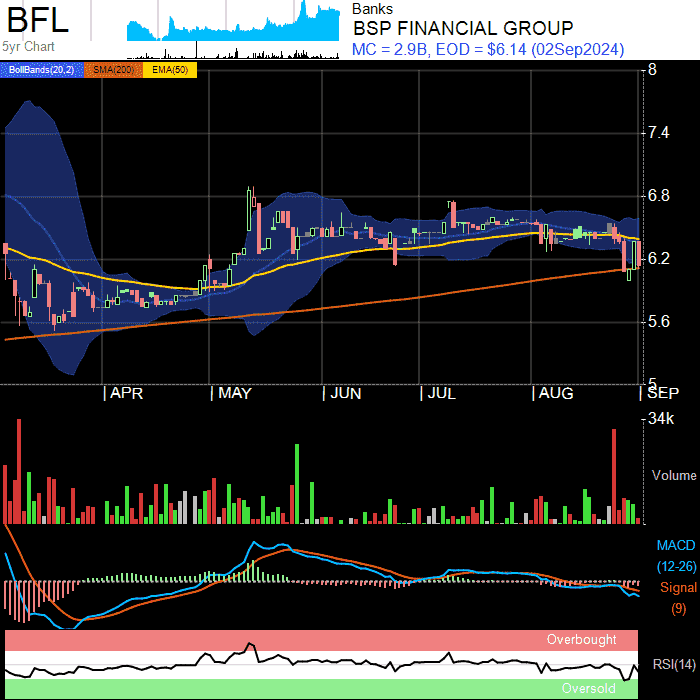 BFL
5yr Chart
Banks
BSP FINANCIAL GROUP
MC = 2.9B, EOD = $6.14 (02Sep2024)
BollBands(20,2) SMA(200) EMA(50)
8
7.4
6.8
6.2
5.6
5
APR MAY JUN JUL AUG SEP
34k
Volume
MACD
(12-26)
Signal
(9)
Overbought
RSI(14)
Oversold